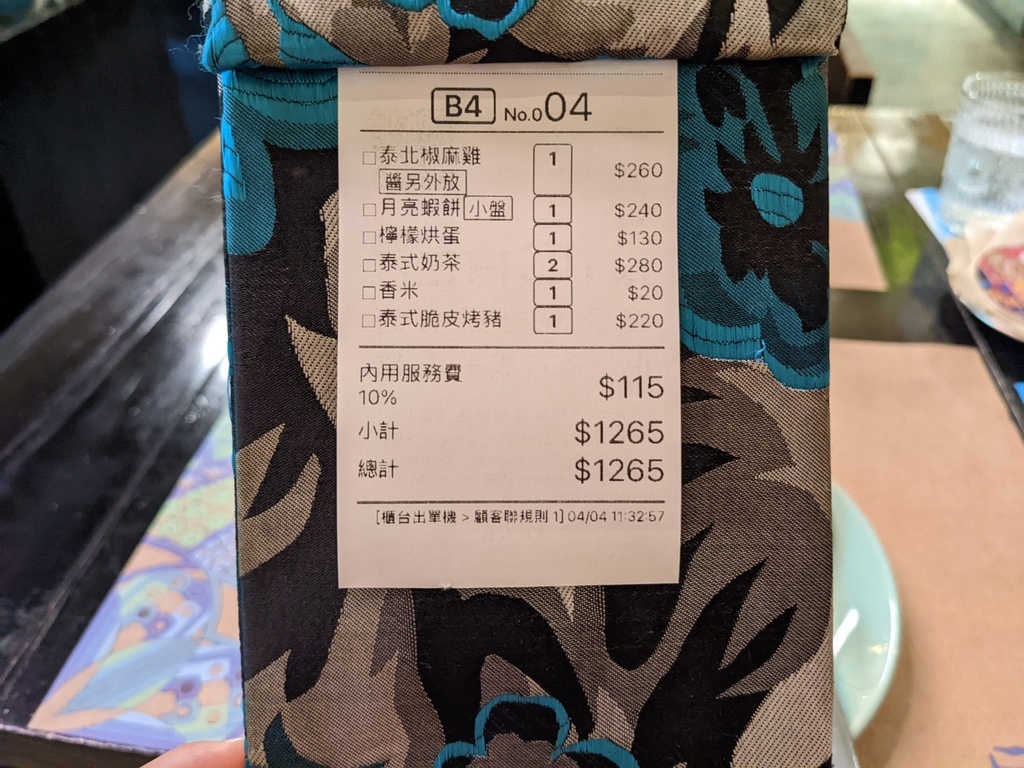 B4 No.004
泰北椒麻雞 1 $260
醬另外放
月亮蝦餅 小盤 1 $240
檸檬烘蛋 1 $130
泰式奶茶 2 $280
香米 1 $20
泰式脆皮烤豬 1 $220
內用服務費
10% $115
小計 $1265
總計 $1265
[櫃台出單機 > 顧客聯規則 1] 04/04 11:32:57